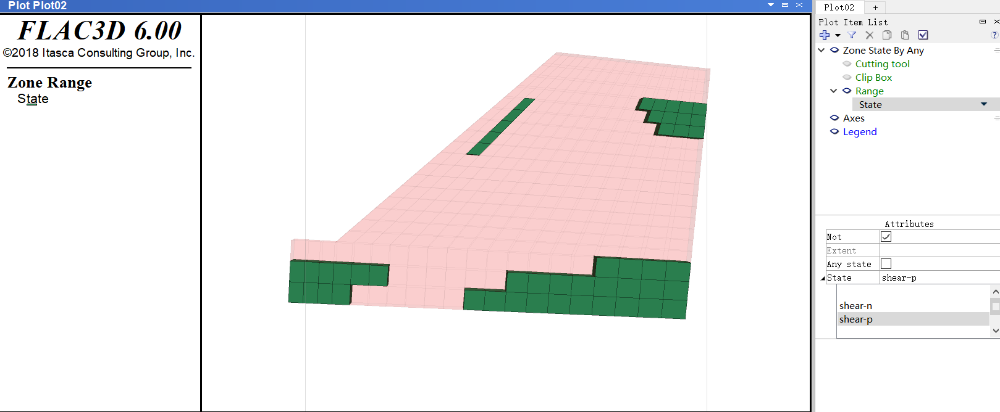 Plot Plot02
FLAC3D 6.00
©2018 Itasca Consulting Group, Inc.
Zone Range
State
Plot02
+
Plot Item List
Zone State By Any
Cutting tool
Clip Box
Range
State
Axes
Legend
Attributes
Not
Extent
Any state
State shear-p
shear-n
shear-p